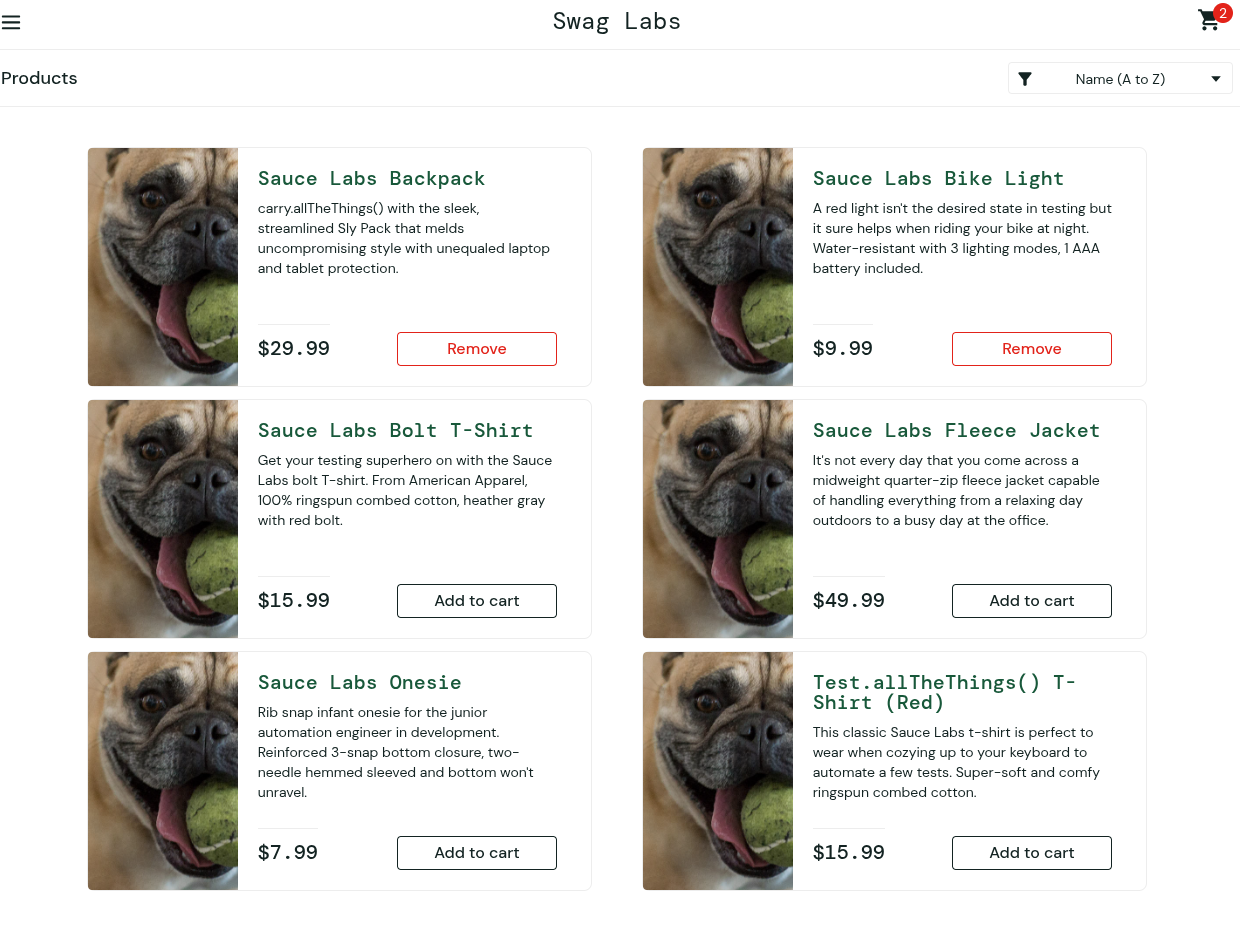 Swag Labs
2
Products
Name (A to Z)
Sauce Labs Backpack
carry.allTheThings() with the sleek,
streamlined Sly Pack that melds
uncompromising style with unequaled laptop
and tablet protection.
$29.99
Remove
Sauce Labs Bike Light
A red light isn't the desired state in testing but
it sure helps when riding your bike at night.
Water-resistant with 3 lighting modes, 1 AAA
battery included.
$9.99
Remove
Sauce Labs Bolt T-Shirt
Get your testing superhero on with the Sauce
Labs bolt T-shirt. From American Apparel,
100% ringspun combed cotton, heather gray
with red bolt.
$15.99
Add to cart
Sauce Labs Fleece Jacket
It's not every day that you come across a
midweight quarter-zip fleece jacket capable
of handling everything from a relaxing day
outdoors to a busy day at the office.
$49.99
Add to cart
Sauce Labs Onesie
Rib snap infant onesie for the junior
automation engineer in development.
Reinforced 3-snap bottom closure, two-
needle hemmed sleeved and bottom won't
unravel.
$7.99
Add to cart
Test.allTheThings() T-
Shirt (Red)
This classic Sauce Labs t-shirt is perfect to
wear when cozying up to your keyboard to
automate a few tests. Super-soft and comfy
ringspun combed cotton.
$15.99
Add to cart